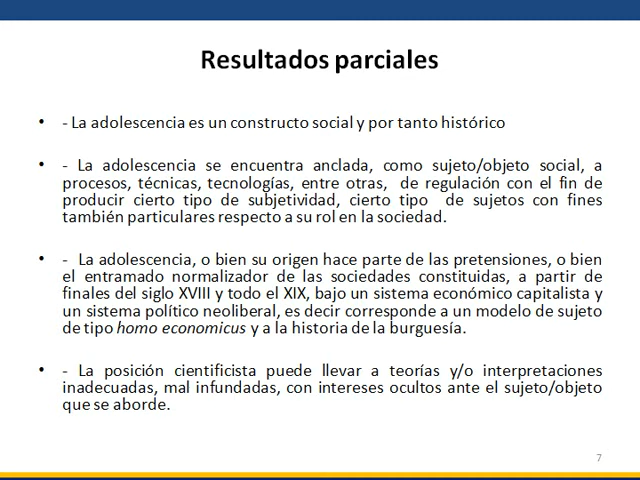 Resultados parciales
• - La adolescencia es un constructo social y por tanto histórico
• - La adolescencia se encuentra anclada, como sujeto/objeto social, a
procesos, técnicas, tecnologías, entre otras, de regulación con el fin de
producir cierto tipo de subjetividad, cierto tipo de sujetos con fines
también particulares respecto a su rol en la sociedad.
• - La adolescencia, o bien su origen hace parte de las pretensiones, o bien
el entramado normalizador de las sociedades constituidas, a partir de
finales del siglo XVIII y todo el XIX, bajo un sistema económico capitalista y
un sistema político neoliberal, es decir corresponde a un modelo de sujeto
de tipo homo economicus y a la historia de la burguesía.
• - La posición cientificista puede llevar a teorías y/o interpretaciones
inadecuadas, mal infundadas, con intereses ocultos ante el sujeto/objeto
que se aborde.
7